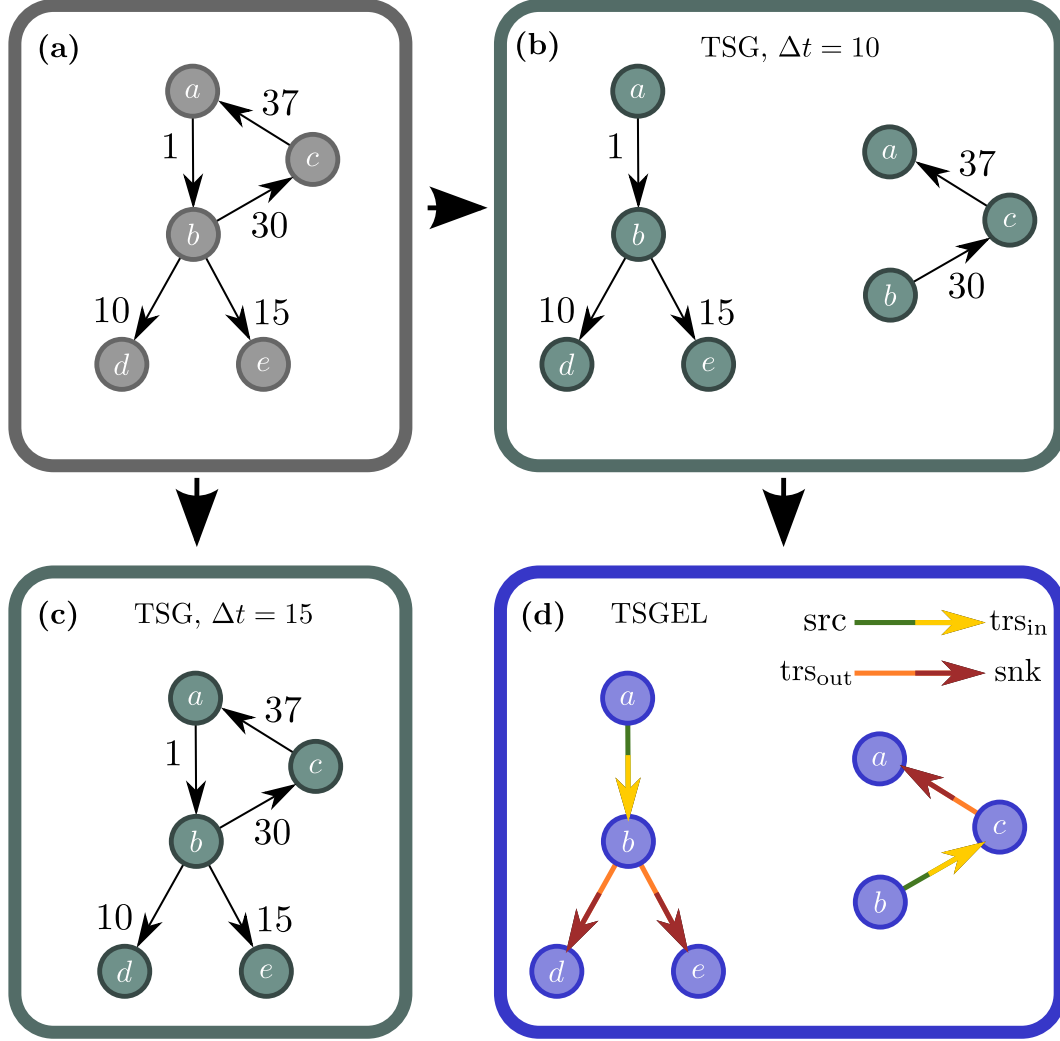 (a)
a
37
1
c
b
30
10
15
d
e
(b) TSG, Δt = 10
a
1
a
37
b
c
b
30
10
15
d
e
(c) TSG, Δt = 15
a
37
1
c
b
30
10
15
d
e
(d) TSGEL
src trs_in
trs_out snk
a
a
b
c
b
d
e